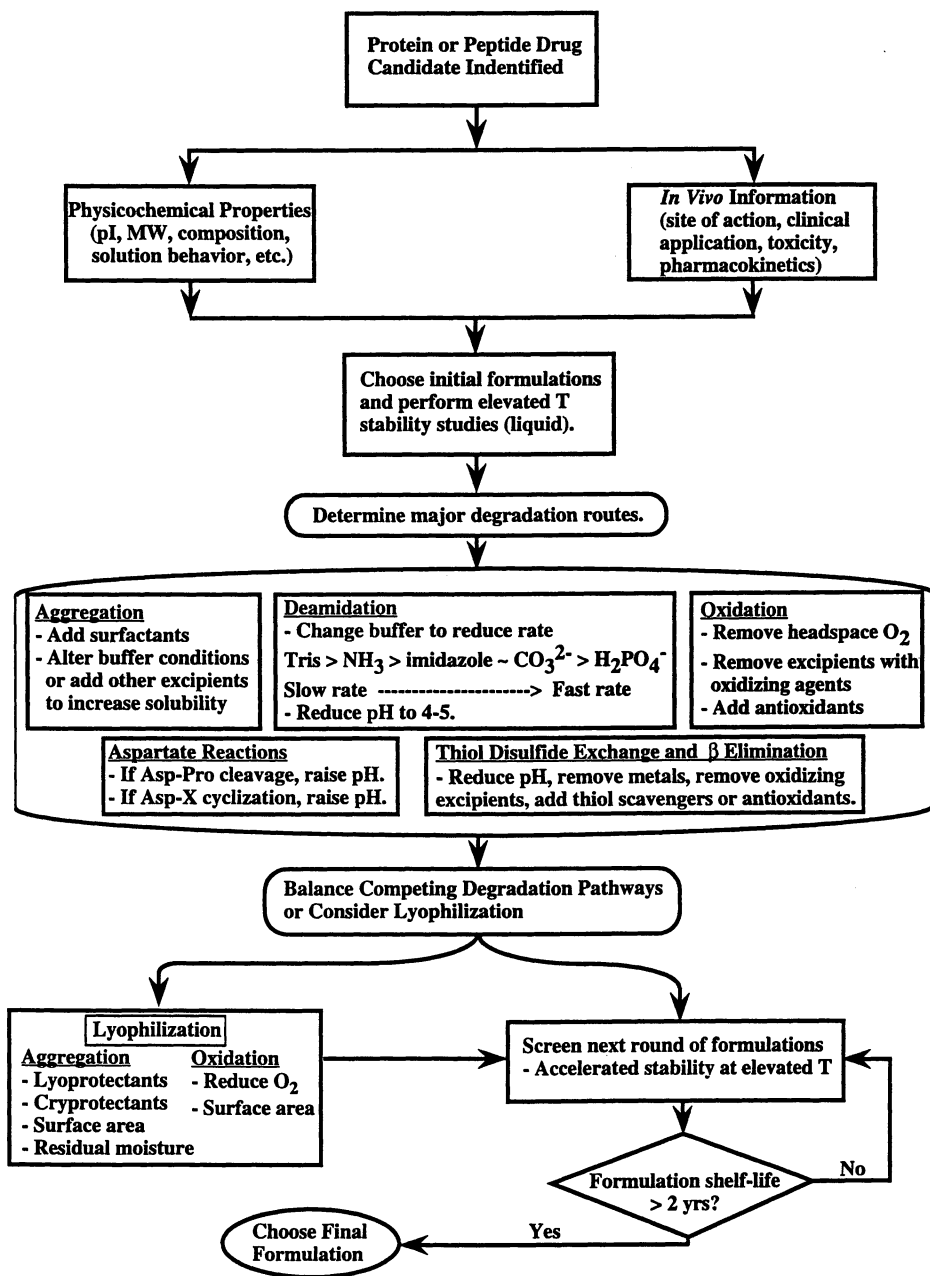 Protein or Peptide Drug
Candidate Indentified
Physicochemical Properties
(pI, MW, composition,
solution behavior, etc.)
In Vivo Information
(site of action, clinical
application, toxicity,
pharmacokinetics)
Choose initial formulations
and perform elevated T
stability studies (liquid).
Determine major degradation routes.
Aggregation
- Add surfactants
- Alter buffer conditions
or add other excipients
to increase solubility
Deamidation
- Change buffer to reduce rate
Tris > NH₃ > imidazole ~ CO₃²⁻ > H₂PO₄⁻
Slow rate -----------------------> Fast rate
- Reduce pH to 4-5.
Oxidation
- Remove headspace O₂
- Remove excipients with
oxidizing agents
- Add antioxidants
Aspartate Reactions
- If Asp-Pro cleavage, raise pH.
- If Asp-X cyclization, raise pH.
Thiol Disulfide Exchange and β Elimination
- Reduce pH, remove metals, remove oxidizing
excipients, add thiol scavengers or antioxidants.
Balance Competing Degradation Pathways
or Consider Lyophilization
Lyophilization
Aggregation
- Lyoprotectants
- Cryprotectants
- Surface area
- Residual moisture
Oxidation
- Reduce O₂
- Surface area
Screen next round of formulations
- Accelerated stability at elevated T
Formulation shelf-life
> 2 yrs?
No
Yes
Choose Final
Formulation